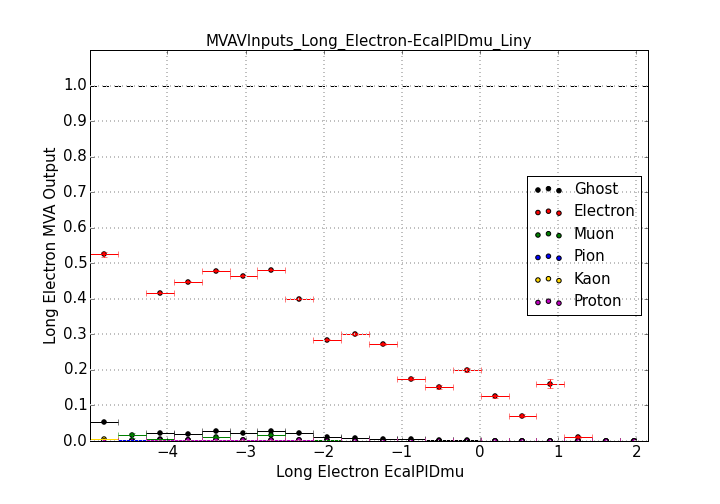 MVAVInputs_Long_Electron-EcalPIDmu_Liny
Long Electron MVA Output
1.0
0.9
0.8
0.7
0.6
0.5
0.4
0.3
0.2
0.1
0.0
Ghost
Electron
Muon
Pion
Kaon
Proton
−4 −3 −2 −1 0 1 2
Long Electron EcalPIDmu